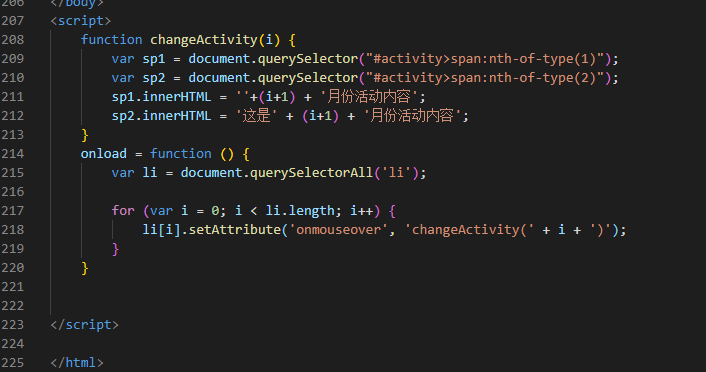 206 </body>
207 <script>
208 function changeActivity(i) {
209 var sp1 = document.querySelector("#activity>span:nth-of-type(1)");
210 var sp2 = document.querySelector("#activity>span:nth-of-type(2)");
211 sp1.innerHTML = ''+(i+1) + '月份活动内容';
212 sp2.innerHTML = '这是' + (i+1) + '月份活动内容';
213 }
214 onload = function () {
215 var li = document.querySelectorAll('li');
216
217 for (var i = 0; i < li.length; i++) {
218 li[i].setAttribute('onmouseover', 'changeActivity(' + i + ')');
219 }
220 }
221
222
223 </script>
224
225 </html>